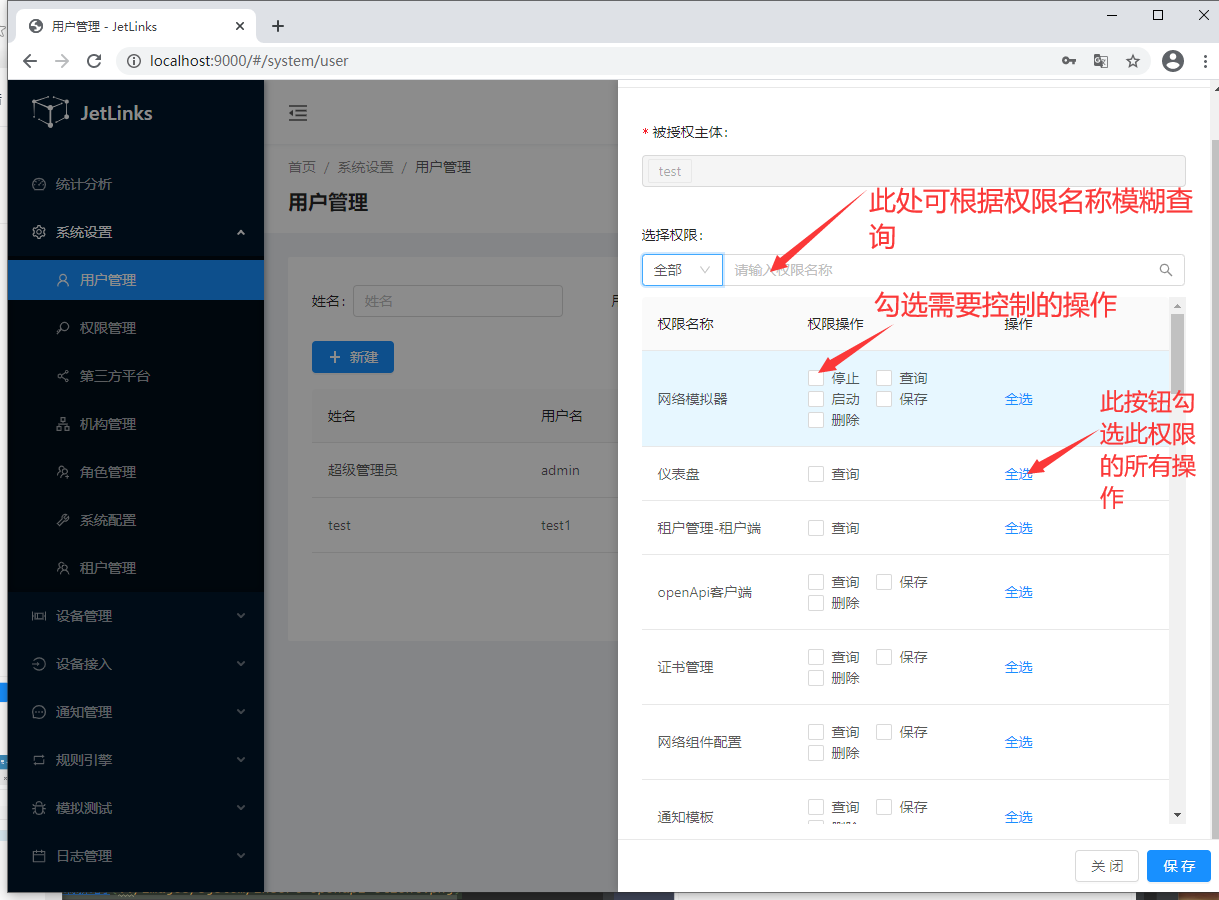 用户管理 - JetLinks
localhost:9000/#/system/user
JetLinks
统计分析
系统设置
用户管理
权限管理
第三方平台
机构管理
角色管理
系统配置
租户管理
设备管理
设备接入
通知管理
规则引擎
模拟测试
日志管理
首页 / 系统设置 / 用户管理
用户管理
姓名: 姓名
新建
姓名 用户名
超级管理员 admin
test test1
* 被授权主体:
test
此处可根据权限名称模糊查
询
选择权限:
全部 请输入权限名称
勾选需要控制的操作
权限名称 权限操作 操作
网络模拟器 停止 查询 启动 保存 删除 全选
此按钮勾
选此权限
的所有操
作
仪表盘 查询 全选
租户管理-租户端 查询 全选
openApi客户端 查询 保存 删除 全选
证书管理 查询 保存 删除 全选
网络组件配置 查询 保存 删除 全选
通知模板 查询 保存 全选
关 闭 保 存